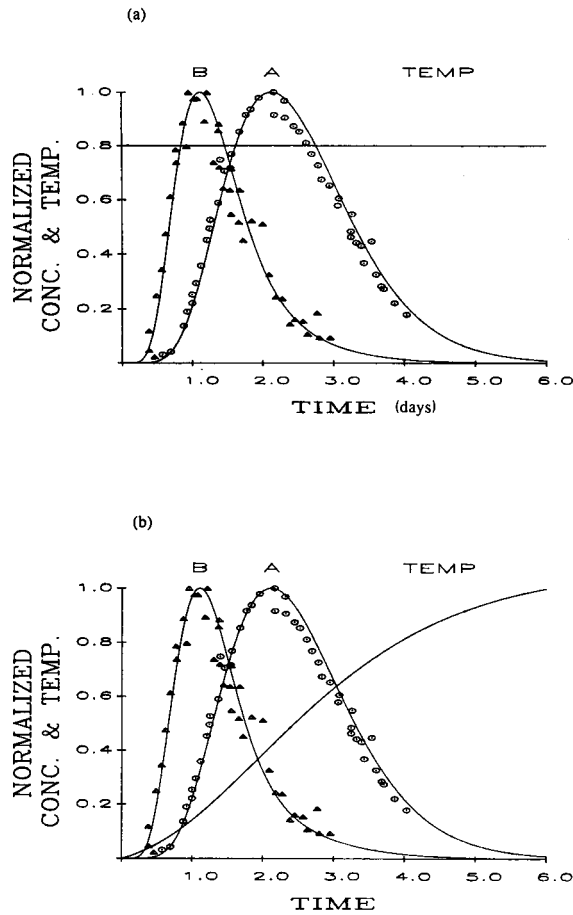 (a)
B A TEMP
1.0
0.8
0.6
0.4
0.2
NORMALIZED
CONC. & TEMP.
1.0 2.0 3.0 4.0 5.0 6.0
TIME (days)
(b)
B A TEMP
1.0
0.8
0.6
0.4
0.2
NORMALIZED
CONC. & TEMP.
1.0 2.0 3.0 4.0 5.0 6.0
TIME